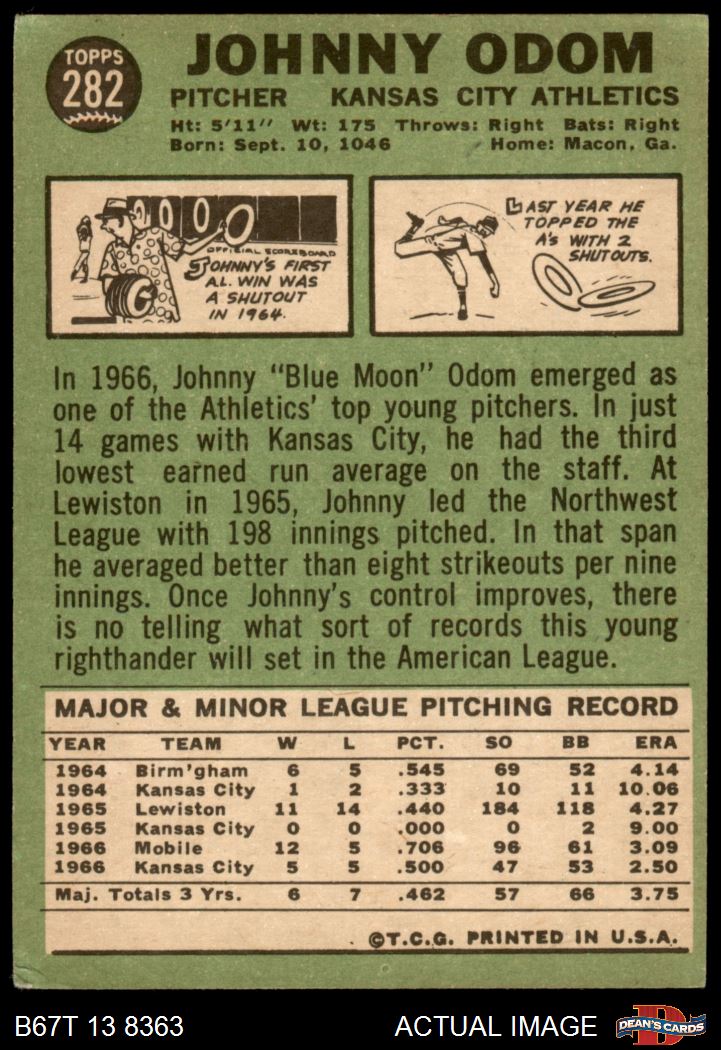 TOPPS
282
JOHNNY ODOM
PITCHER KANSAS CITY ATHLETICS
Ht: 5'11" Wt: 175 Throws: Right Bats: Right
Born: Sept. 10, 1046 Home: Macon, Ga.
0 0 0 0
OFFICIAL SCOREBOARD
JOHNNY'S FIRST
A.L. WIN WAS
A SHUTOUT
IN 1964.
LAST YEAR HE
TOPPED THE
A's WITH 2
SHUTOUTS.
In 1966, Johnny "Blue Moon" Odom emerged as
one of the Athletics' top young pitchers. In just
14 games with Kansas City, he had the third
lowest earned run average on the staff. At
Lewiston in 1965, Johnny led the Northwest
League with 198 innings pitched. In that span
he averaged better than eight strikeouts per nine
innings. Once Johnny's control improves, there
is no telling what sort of records this young
righthander will set in the American League.
MAJOR & MINOR LEAGUE PITCHING RECORD
YEAR TEAM W L PCT. SO BB ERA
1964 Birm'gham 6 5 .545 69 52 4.14
1964 Kansas City 1 2 .333 10 11 10.06
1965 Lewiston 11 14 .440 184 118 4.27
1965 Kansas City 0 0 .000 0 2 9.00
1966 Mobile 12 5 .706 96 61 3.09
1966 Kansas City 5 5 .500 47 53 2.50
Maj. Totals 3 Yrs. 6 7 .462 57 66 3.75
©T.C.G. PRINTED IN U.S.A.
B67T 13 8363 ACTUAL IMAGE
D
DEAN'S CARDS